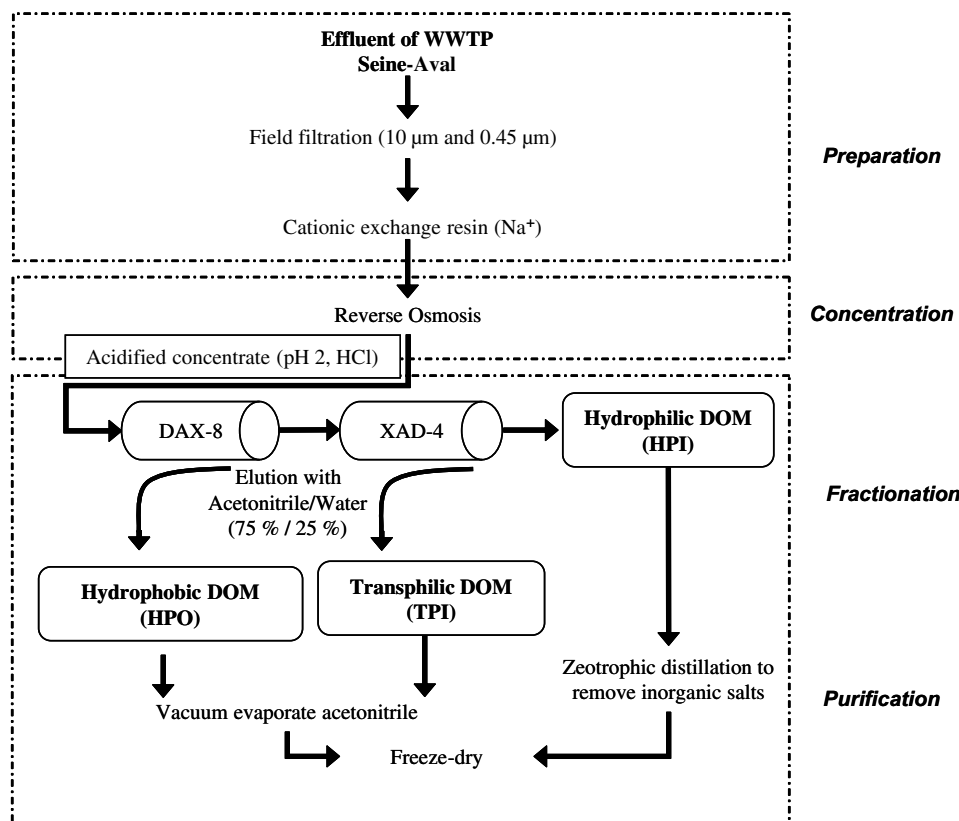 Effluent of WWTP
Seine-Aval
Field filtration (10 µm and 0.45 µm)
Preparation
Cationic exchange resin (Na⁺)
Reverse Osmosis
Concentration
Acidified concentrate (pH 2, HCl)
DAX-8
XAD-4
Hydrophilic DOM
(HPI)
Elution with
Acetonitrile/Water
(75 % / 25 %)
Fractionation
Hydrophobic DOM
(HPO)
Transphilic DOM
(TPI)
Zeotrophic distillation to
remove inorganic salts
Purification
Vacuum evaporate acetonitrile
Freeze-dry